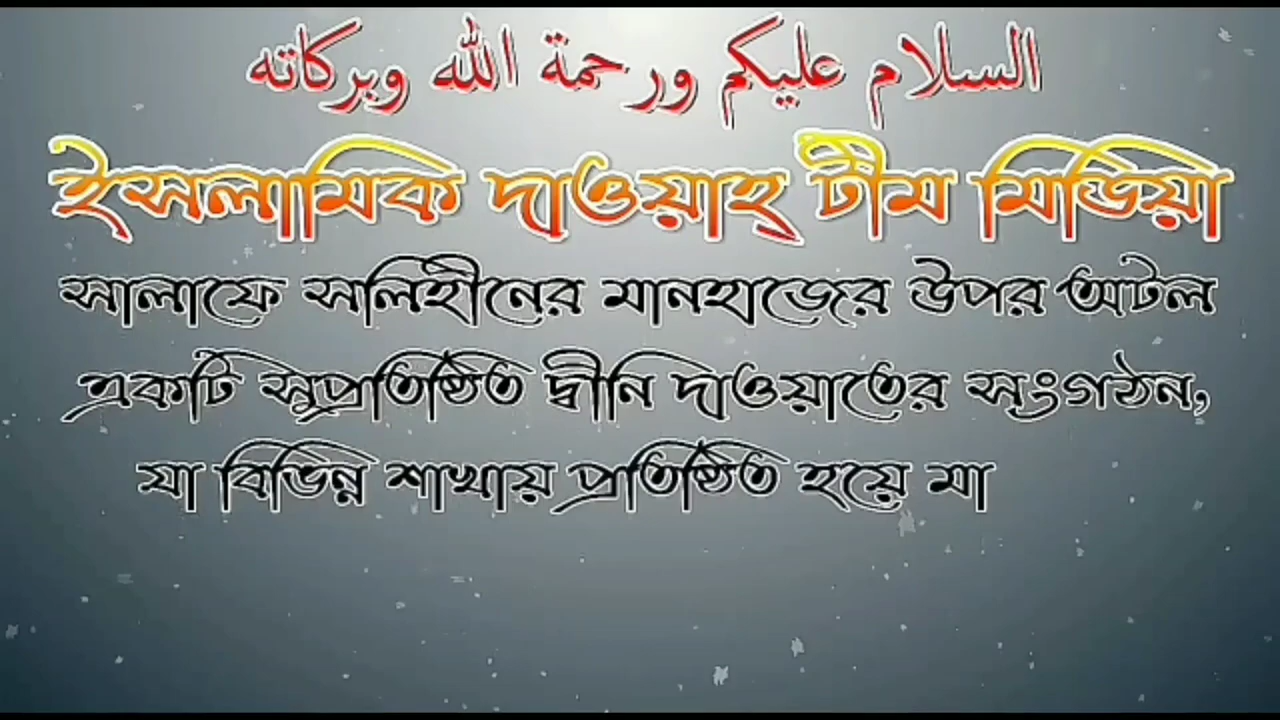 السلام عليكم ورحمة الله وبركاته
ইসলামিক দাওয়াহ্ টীম মিডিয়া
সালাফে সলিহীনের মানহাজের উপর অটল
একটি সুপ্রতিষ্ঠিত দ্বীনি দাওয়াতের সংগঠন,
যা বিভিন্ন শাখায় প্রতিষ্ঠিত হয়ে মা